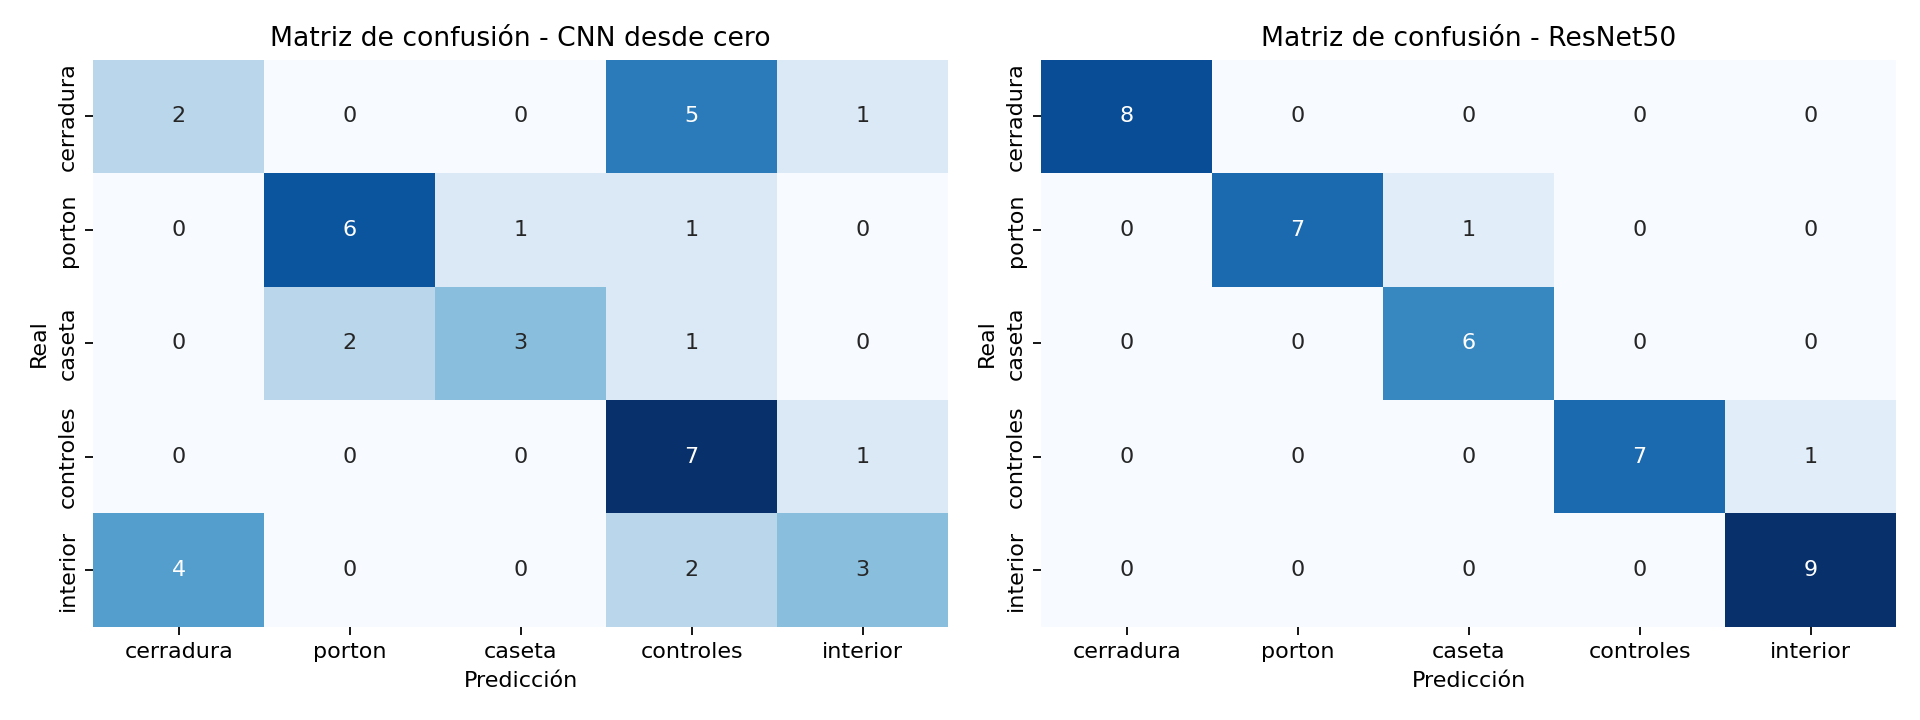 Matriz de confusión - CNN desde cero
Real
cerradura
2 0 0 5 1
porton
0 6 1 1 0
caseta
0 2 3 1 0
controles
0 0 0 7 1
interior
4 0 0 2 3
cerradura porton caseta controles interior
Predicción
Matriz de confusión - ResNet50
Real
cerradura
8 0 0 0 0
porton
0 7 1 0 0
caseta
0 0 6 0 0
controles
0 0 0 7 1
interior
0 0 0 0 9
cerradura porton caseta controles interior
Predicción